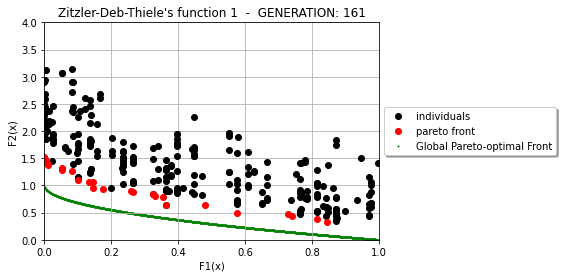 Zitzler-Deb-Thiele's function 1  -  GENERATION: 161
4.0
3.5
3.0
2.5
2.0
1.5
1.0
0.5
0.0
F2(x)
0.0 0.2 0.4 0.6 0.8 1.0
F1(x)
individuals
pareto front
Global Pareto-optimal Front